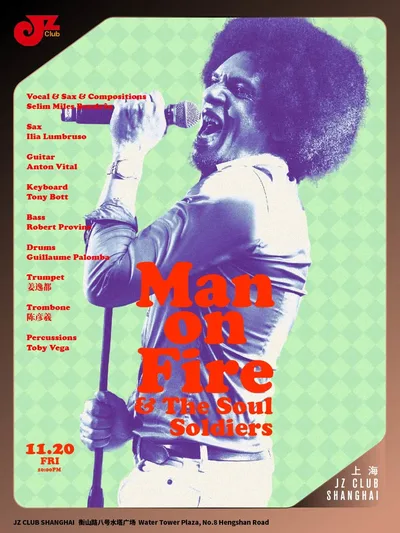 JZ
Club
Vocal & Sax & Compositions
Selim Miles
Sax
Ilia Lumbruso
Guitar
Anton Vital
Keyboard
Tony Bott
Bass
Robert Provini
Drums
Guillaume Palomba
Trumpet
姜逸都
Trombone
陈彦羲
Percussions
Toby Vega
Man
on
Fire
& The Soul
Soldiers
11.20
FRI
20:00PM
上海
JZ CLUB
SHANGHAI
JZ CLUB SHANGHAI 衡山路八号水塔广场 Water Tower Plaza, No.8 Hengshan Road